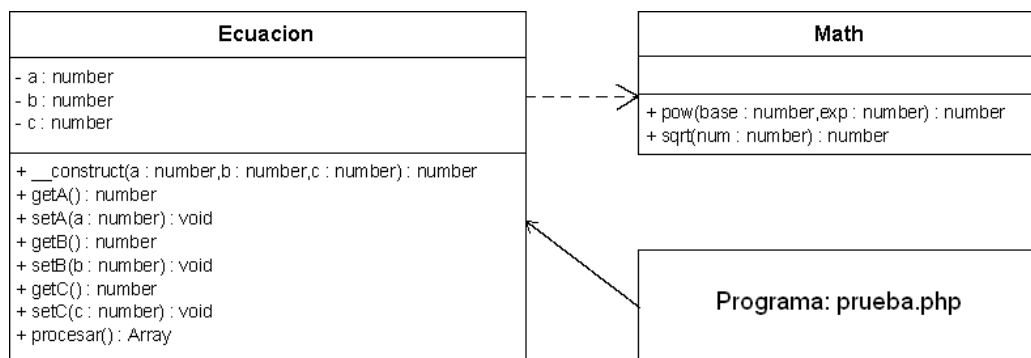 Ecuacion
- a : number
- b : number
- c : number
+ __construct(a : number,b : number,c : number) : number
+ getA() : number
+ setA(a : number) : void
+ getB() : number
+ setB(b : number) : void
+ getC() : number
+ setC(c : number) : void
+ procesar() : Array
Math
+ pow(base : number,exp : number) : number
+ sqrt(num : number) : number
Programa: prueba.php